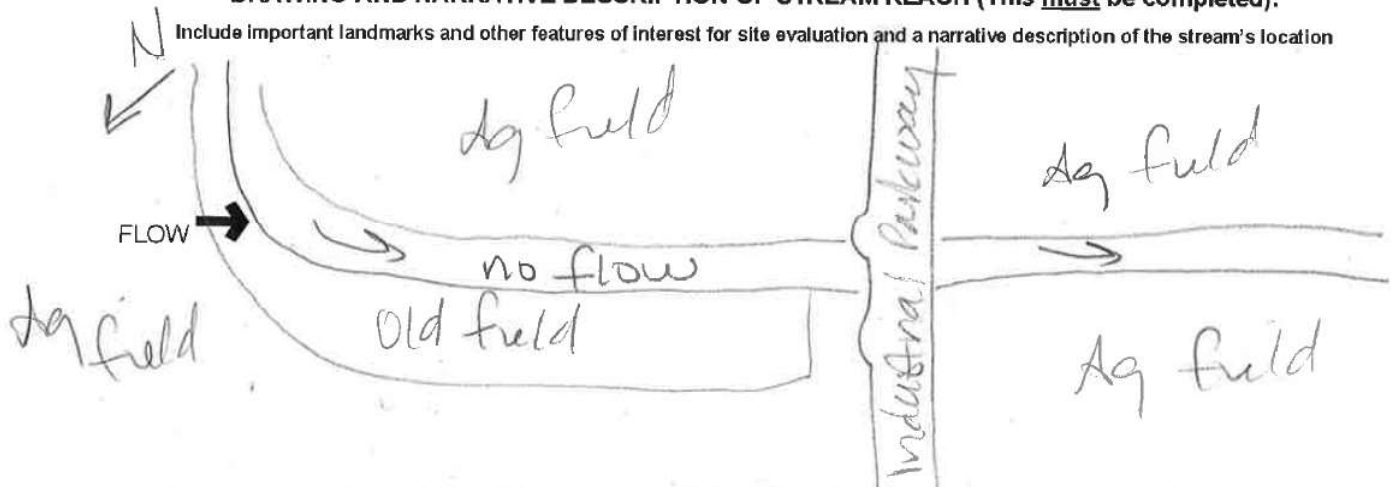 DRAWING AND NARRATIVE DESCRIPTION OF STREAM REACH (This must be completed):
Include important landmarks and other features of interest for site evaluation and a narrative description of the stream's location
N
Ag field
Ag field
FLOW
no flow
Industrial Parkway
Ag field
Old field
Ag field